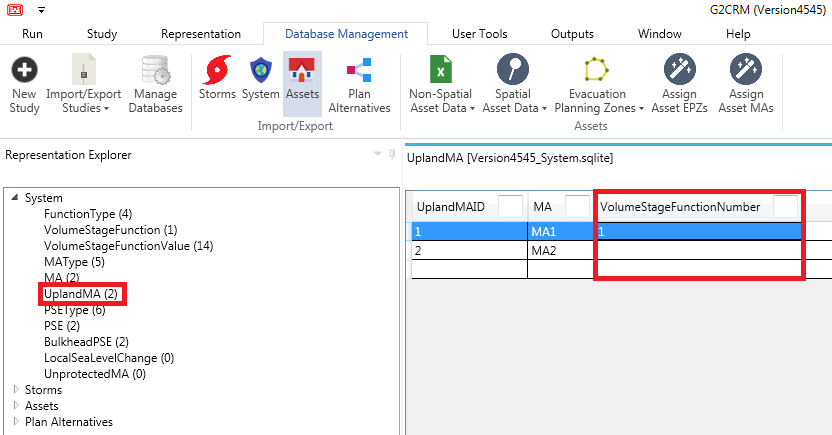 G2CRM (Version4545)
Run Study Representation Database Management User Tools Outputs Window Help
New Study
Import/Export Studies
Manage Databases
Storms
System
Assets
Plan Alternatives
Import/Export
Non-Spatial Asset Data
Spatial Asset Data
Evacuation Planning Zones
Assign Asset EPZs
Assign Asset MAs
Assets
Representation Explorer
System
FunctionType (4)
VolumeStageFunction (1)
VolumeStageFunctionValue (14)
MAType (5)
MA (2)
UplandMA (2)
PSEType (6)
PSE (2)
BulkheadPSE (2)
LocalSeaLevelChange (0)
UnprotectedMA (0)
Storms
Assets
Plan Alternatives
UplandMA [Version4545_System.sqlite]
UplandMAID MA VolumeStageFunctionNumber
1 MA1 1
2 MA2